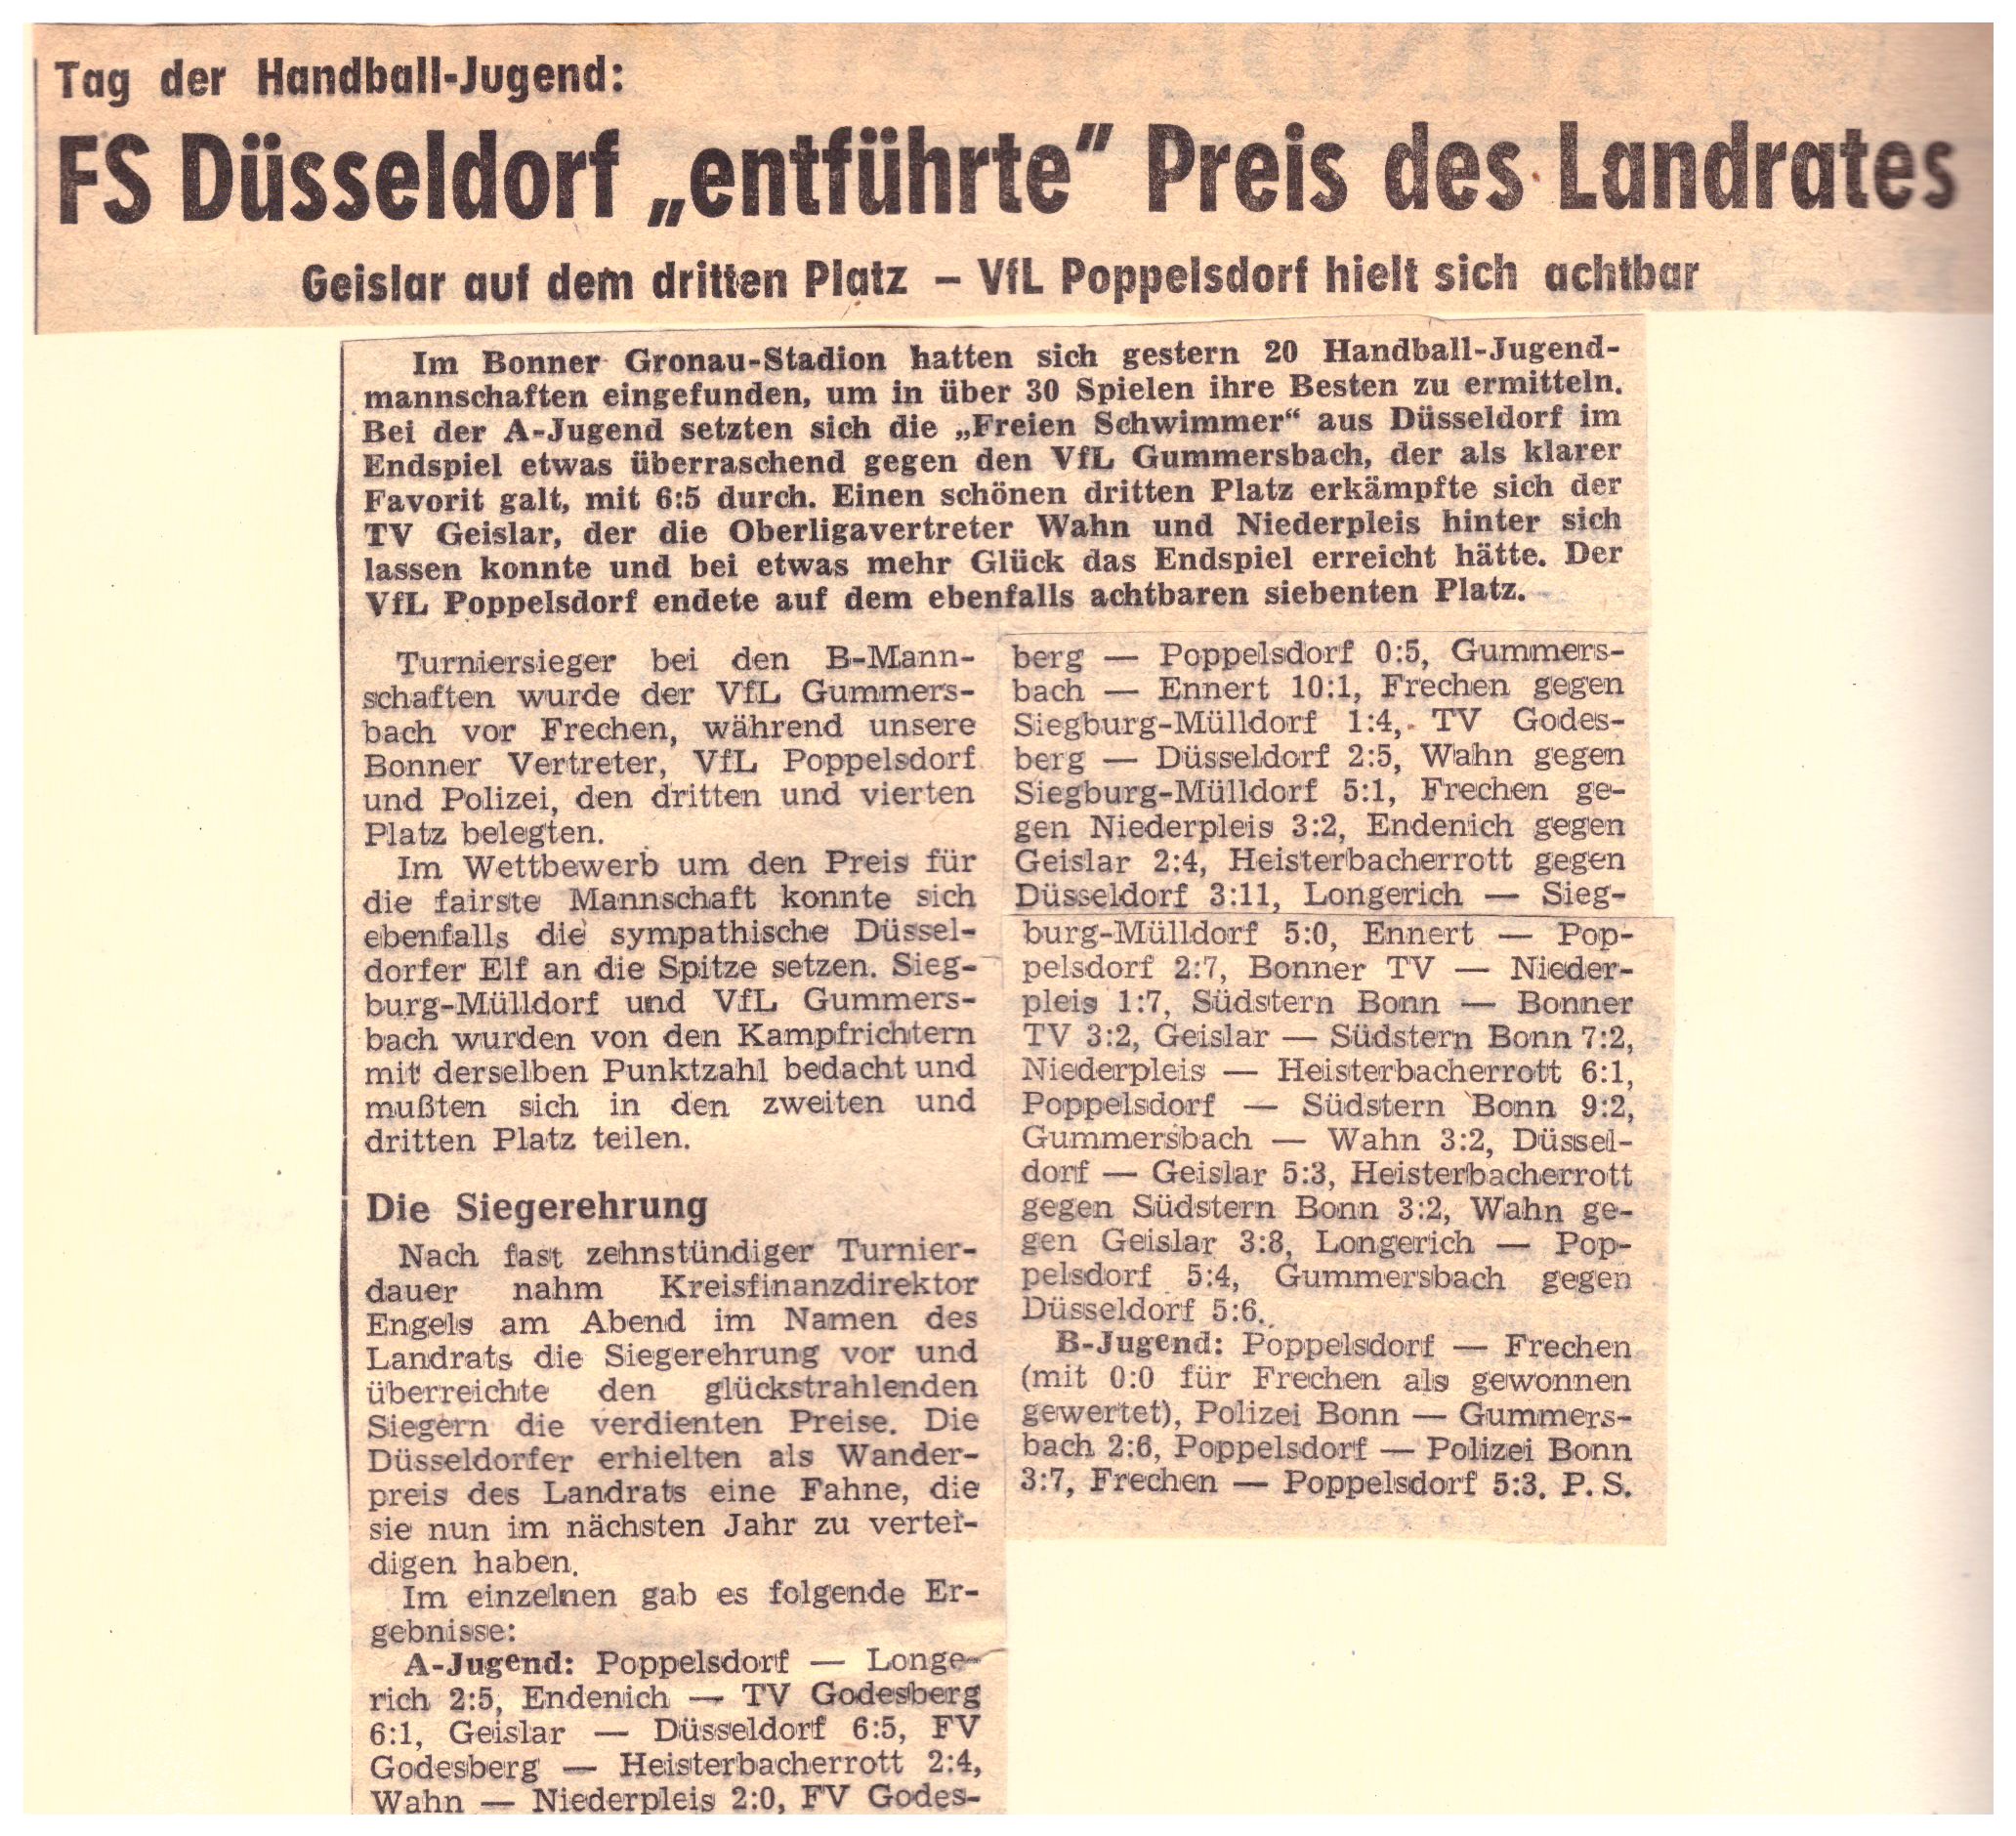 Tag der Handball-Jugend:
FS Düsseldorf „entführte“ Preis des Landrates
Geislar auf dem dritten Platz – VfL Poppelsdorf hielt sich achtbar
Im Bonner Gronau-Stadion hatten sich gestern 20 Handball-Jugend-
mannschaften eingefunden, um in über 30 Spielen ihre Besten zu ermitteln.
Bei der A-Jugend setzten sich die „Freien Schwimmer“ aus Düsseldorf im
Endspiel etwas überraschend gegen den VfL Gummersbach, der als klarer
Favorit galt, mit 6:5 durch. Einen schönen dritten Platz erkämpfte sich der
TV Geislar, der die Oberligavertreter Wahn und Niederpleis hinter sich
lassen konnte und bei etwas mehr Glück das Endspiel erreicht hätte. Der
VfL Poppelsdorf endete auf dem ebenfalls achtbaren siebenten Platz.
Turniersieger bei den B-Mann-
schaften wurde der VfL Gummers-
bach vor Frechen, während unsere
Bonner Vertreter, VfL Poppelsdorf
und Polizei, den dritten und vierten
Platz belegten.
Im Wettbewerb um den Preis für
die fairste Mannschaft konnte sich
ebenfalls die sympathische Düssel-
dorfer Elf an die Spitze setzen. Sieg-
burg-Mülldorf und VfL Gummers-
bach wurden von den Kampfrichtern
mit derselben Punktzahl bedacht und
mußten sich in den zweiten und
dritten Platz teilen.
Die Siegerehrung
Nach fast zehnstündiger Turnier-
dauer nahm Kreisfinanzdirektor
Engels am Abend im Namen des
Landrats die Siegerehrung vor und
überreichte den glückstrahlenden
Siegern die verdienten Preise. Die
Düsseldorfer erhielten als Wander-
preis des Landrats eine Fahne, die
sie nun im nächsten Jahr zu vertei-
digen haben.
Im einzelnen gab es folgende Er-
gebnisse:
A-Jugend: Poppelsdorf — Longe-
rich 2:5, Endenich — TV Godesberg
6:1, Geislar — Düsseldorf 6:5, FV
Godesberg — Heisterbacherrott 2:4,
Wahn — Niederpleis 2:0, FV Godes-
berg — Poppelsdorf 0:5, Gummers-
bach — Ennert 10:1, Frechen gegen
Siegburg-Mülldorf 1:4, TV Godes-
berg — Düsseldorf 2:5, Wahn gegen
Siegburg-Mülldorf 5:1, Frechen ge-
gen Niederpleis 3:2, Endenich gegen
Geislar 2:4, Heisterbacherrott gegen
Düsseldorf 3:11, Longerich — Sieg-
burg-Mülldorf 5:0, Ennert — Pop-
pelsdorf 2:7, Bonner TV — Nieder-
pleis 1:7, Südstern Bonn — Bonner
TV 3:2, Geislar — Südstern Bonn 7:2,
Niederpleis — Heisterbacherrott 6:1,
Poppelsdorf — Südstern Bonn 9:2,
Gummersbach — Wahn 3:2, Düssel-
dorf — Geislar 5:3, Heisterbacherrott
gegen Südstern Bonn 3:2, Wahn ge-
gen Geislar 3:8, Longerich — Pop-
pelsdorf 5:4, Gummersbach gegen
Düsseldorf 5:6.
B-Jugend: Poppelsdorf — Frechen
(mit 0:0 für Frechen als gewonnen
gewertet), Polizei Bonn — Gummers-
bach 2:6, Poppelsdorf — Polizei Bonn
3:7, Frechen — Poppelsdorf 5:3. P. S.